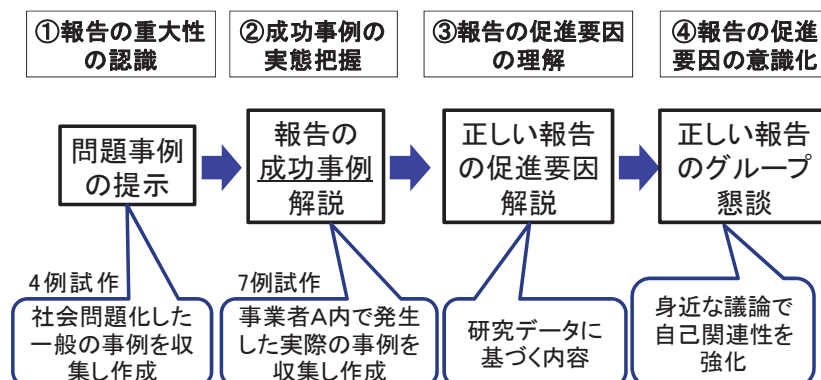 ①報告の重大性
の認識
②成功事例の
実態把握
③報告の促進要因
の理解
④報告の促進
要因の意識化
問題事例
の提示
報告の
成功事例
解説
正しい報告
の促進要因
解説
正しい報告
のグループ
懇談
4例試作
社会問題化した
一般の事例を収
集し作成
7例試作
事業者A内で発生
した実際の事例を
収集し作成
研究データに
基づく内容
身近な議論で
自己関連性を
強化